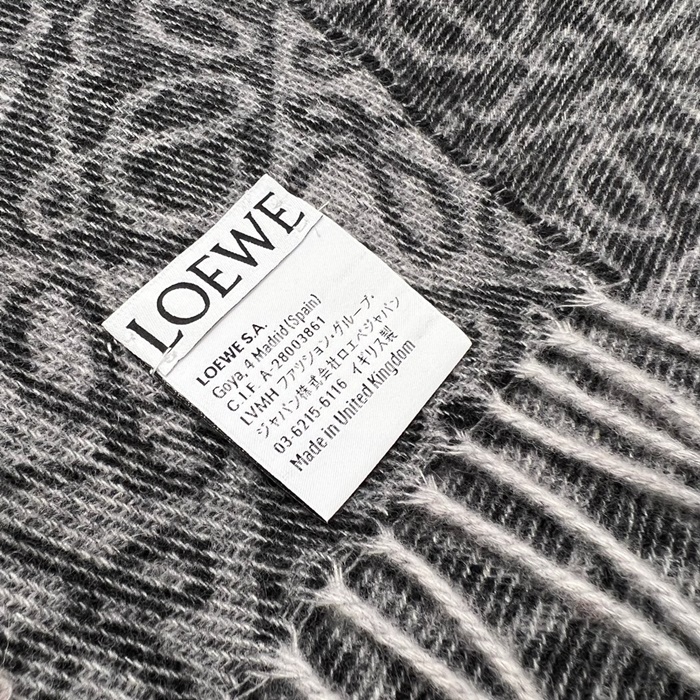 LOEWE
LOEWE S.A.
Goya, 4 Madrid (Spain)
C.I.F. A-28003861
LVMH ファッション・グループ・
ジャパン株式会社ロエベジャパン
03-6215-6116 イギリス製
Made in United Kingdom